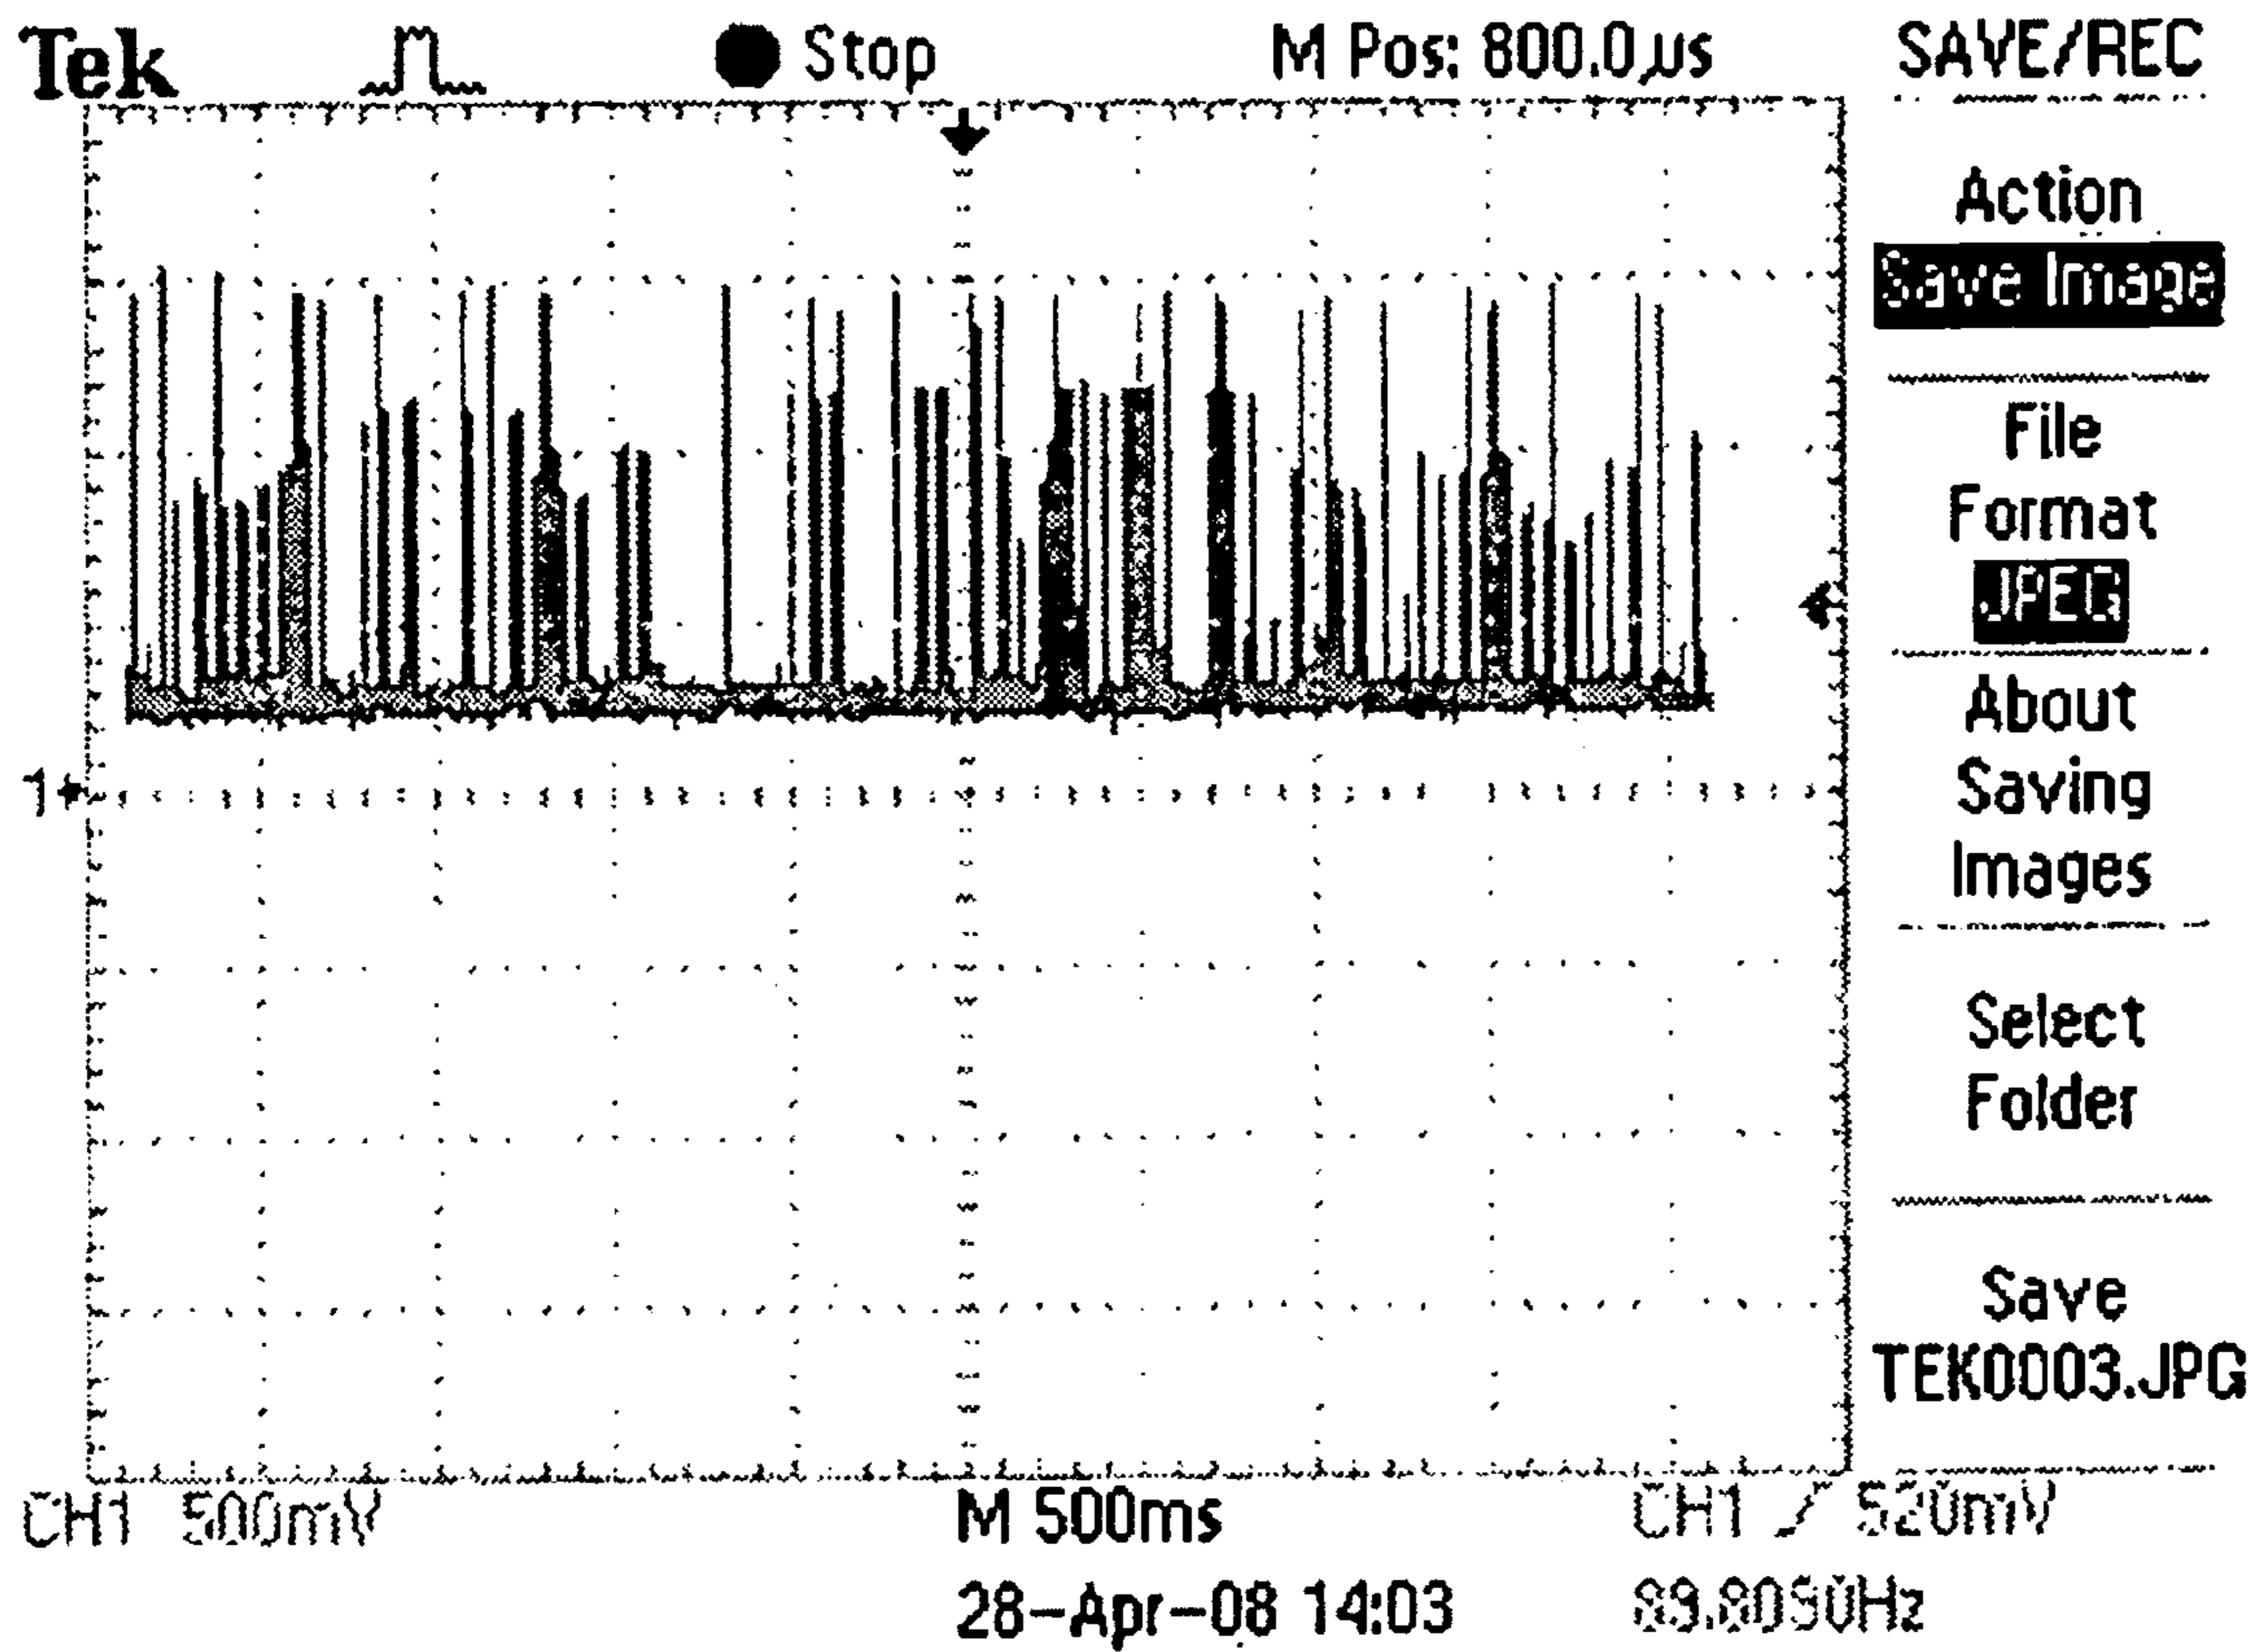 Tek Stop M Pos: 800.0µs SAVE/REC
Action
Save Image
File
Format
JPEG
About
Saving
Images
Select
Folder
Save
TEK0003.JPG
1
CH1 500mV M 500ms CH1 520mV
28-Apr-08 14:03